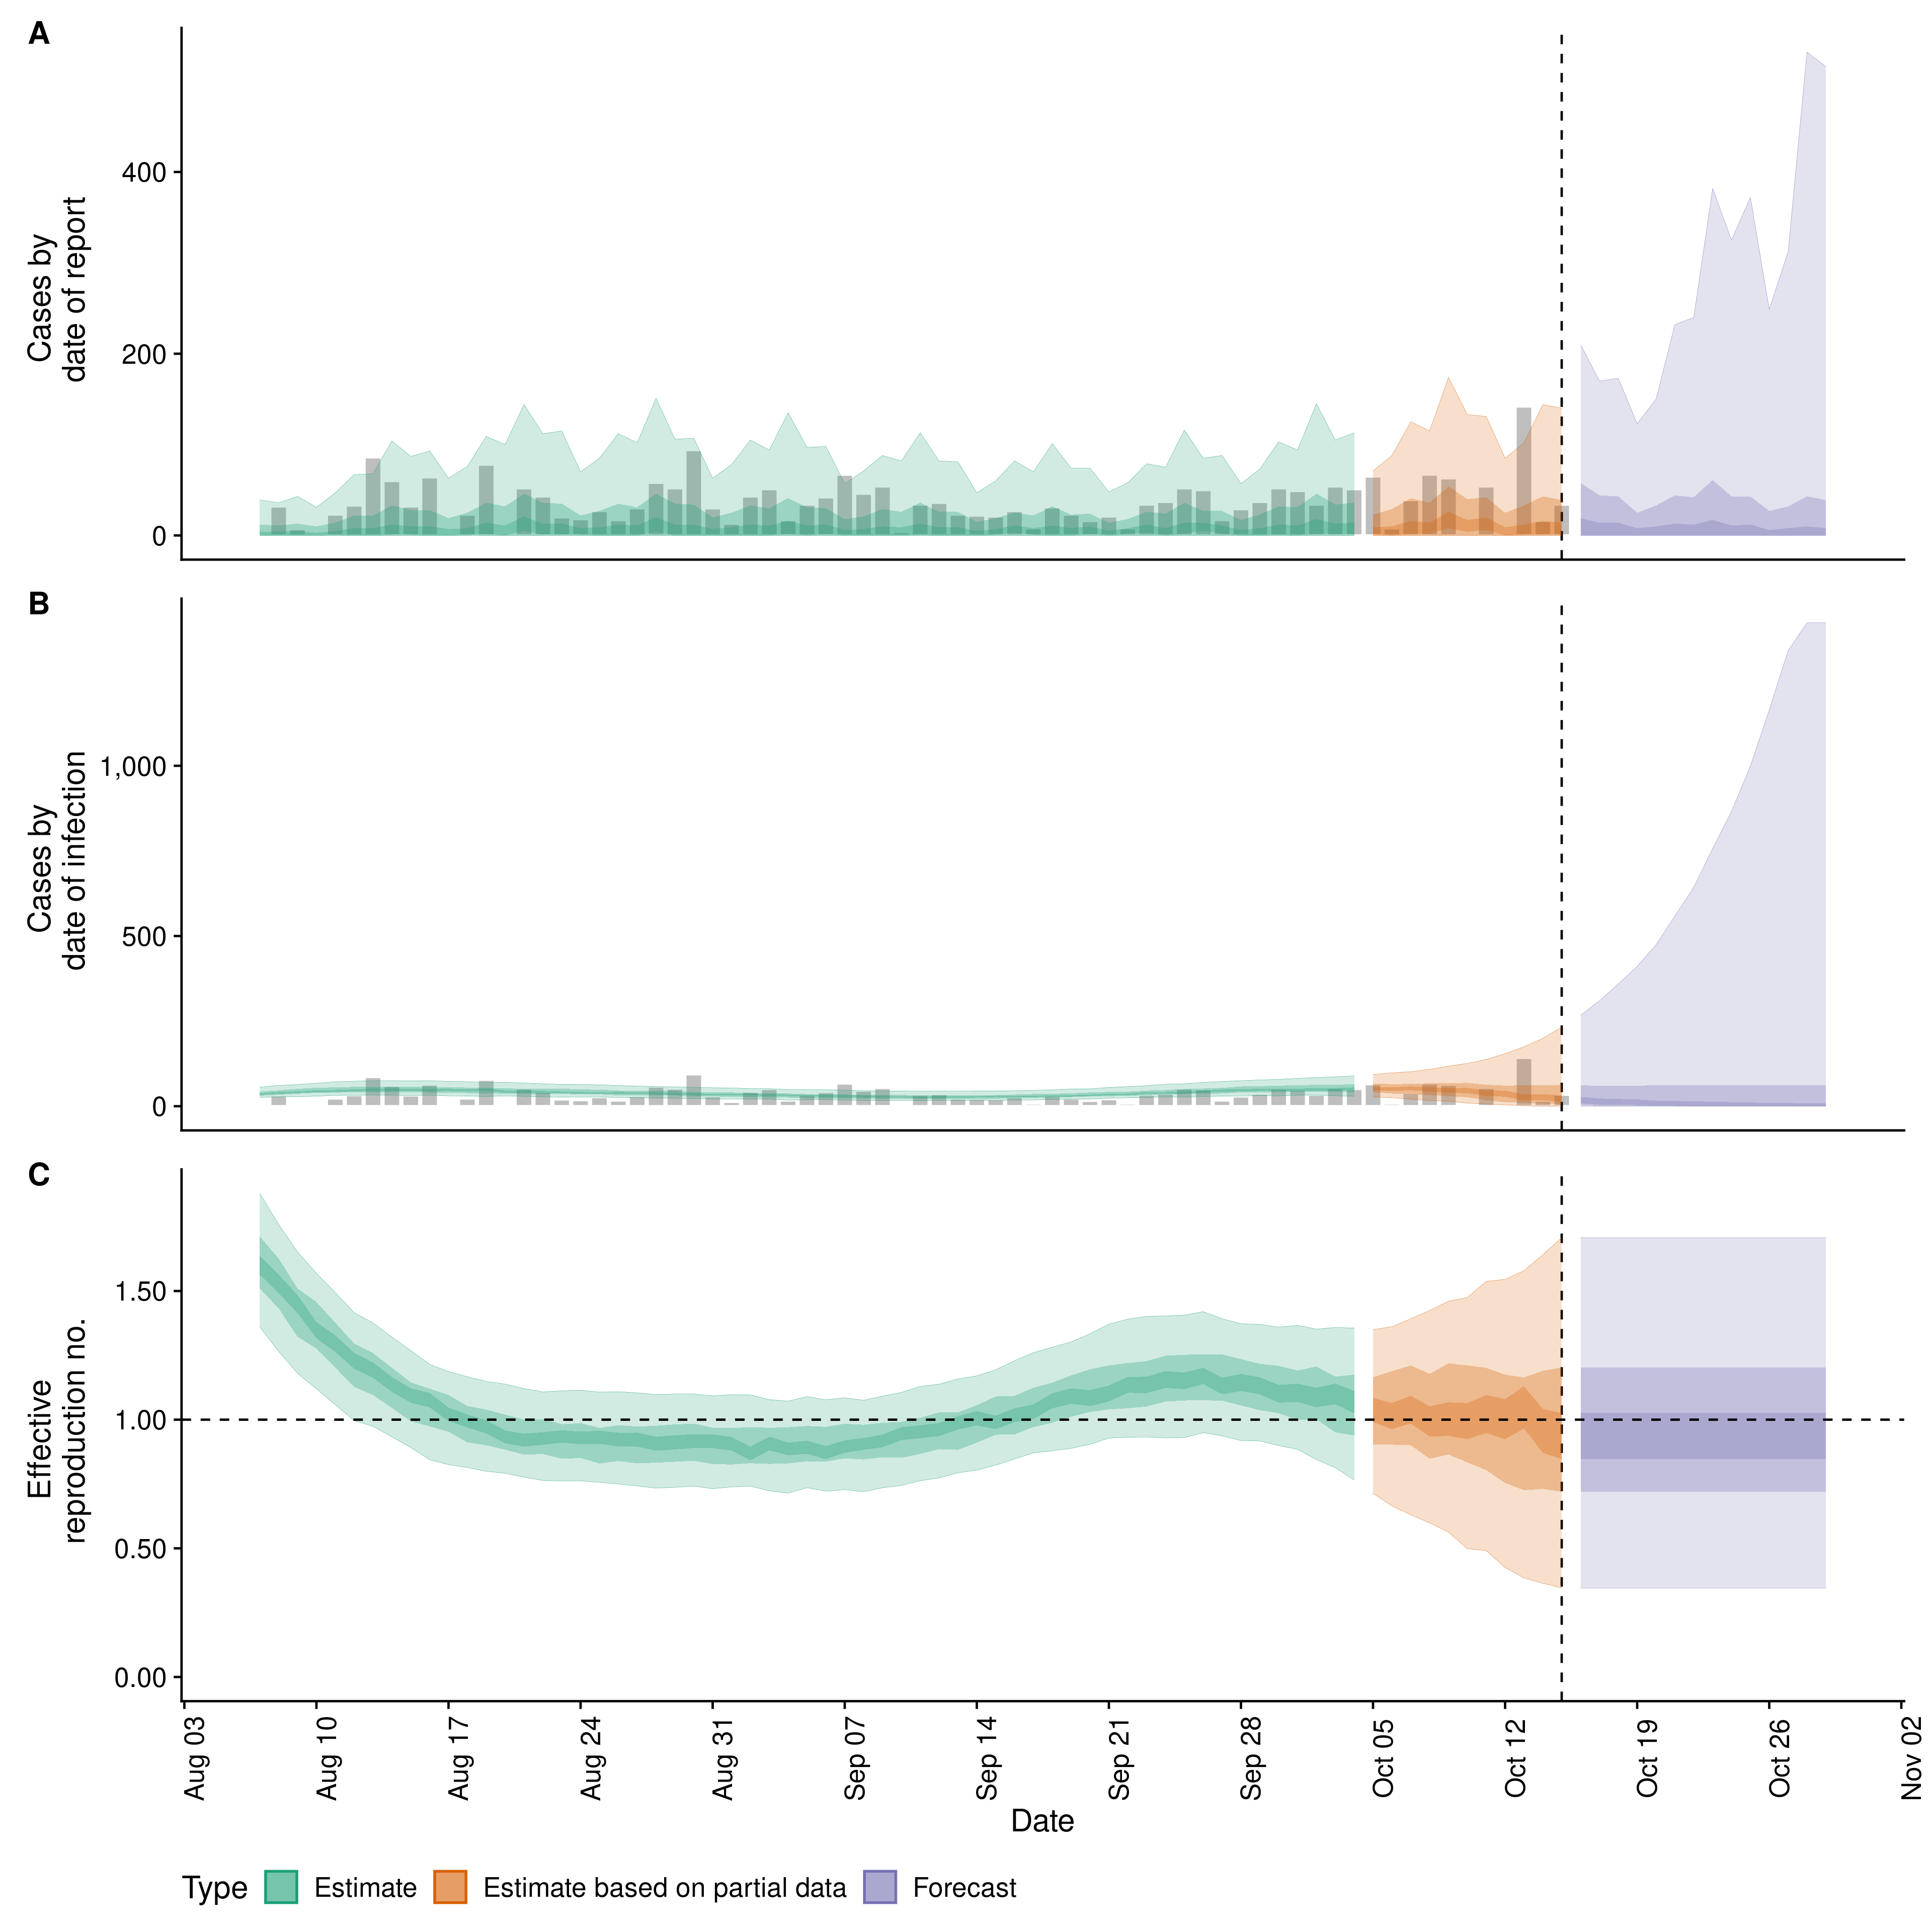 A
Cases by
date of report
400
200
0
B
Cases by
date of infection
1,000
500
0
C
Effective
reproduction no.
1.50
1.00
0.50
0.00
Aug 03
Aug 10
Aug 17
Aug 24
Aug 31
Sep 07
Sep 14
Sep 21
Sep 28
Oct 05
Oct 12
Oct 19
Oct 26
Nov 02
Date
Type Estimate Estimate based on partial data Forecast